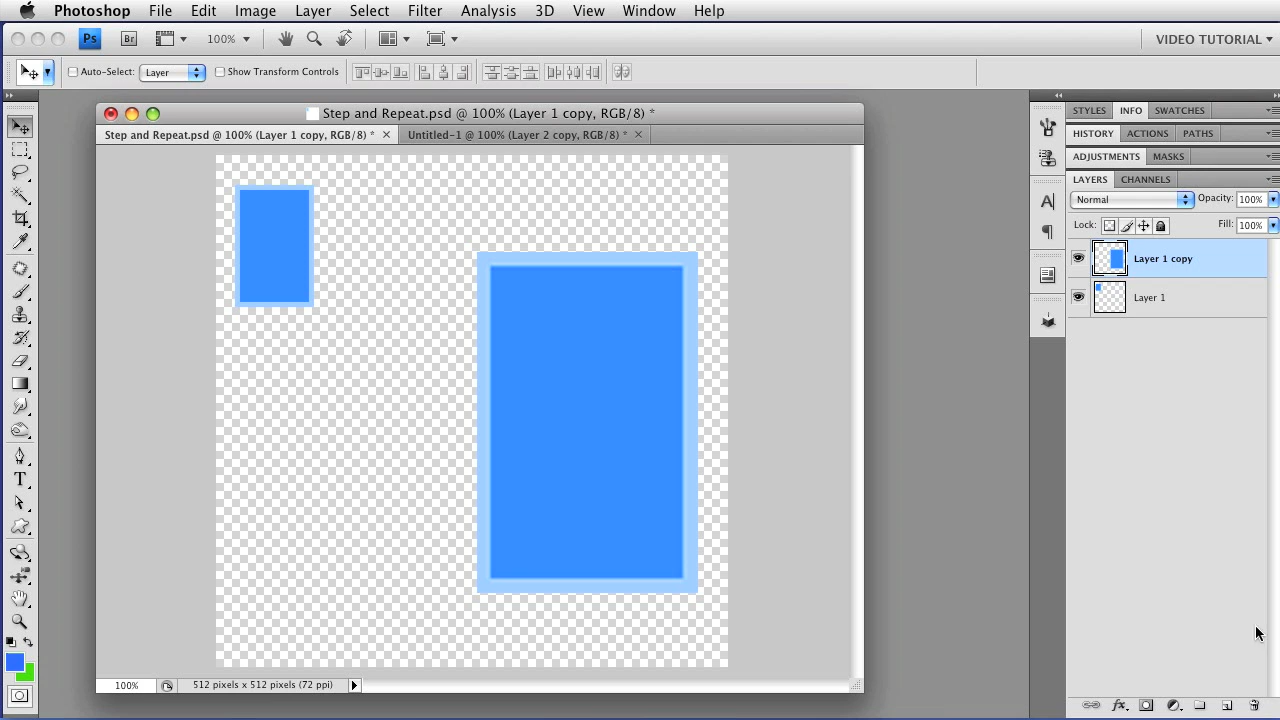 Photoshop File Edit Image Layer Select Filter Analysis 3D View Window Help
Ps Br 100% VIDEO TUTORIAL
Auto-Select: Layer Show Transform Controls
Step and Repeat.psd @ 100% (Layer 1 copy, RGB/8) *
Step and Repeat.psd @ 100% (Layer 1 copy, RGB/8) * Untitled-1 @ 100% (Layer 2 copy, RGB/8) *
STYLES INFO SWATCHES
HISTORY ACTIONS PATHS
ADJUSTMENTS MASKS
LAYERS CHANNELS
Normal Opacity: 100%
Lock: Fill: 100%
Layer 1 copy
Layer 1
100% 512 pixels x 512 pixels (72 ppi)